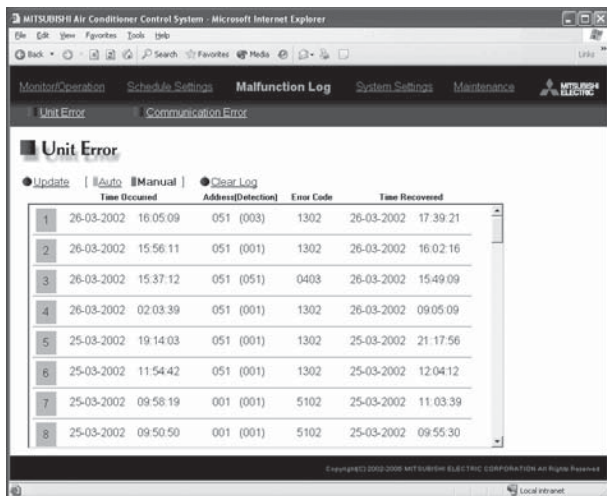 MITSUBISHI Air Conditioner Control System - Microsoft Internet Explorer
File Edit View Favorites Tools Help
Back Search Favorites Media Links
Monitor/Operation Schedule Settings Malfunction Log System Settings Maintenance MITSUBISHI ELECTRIC
Unit Error Communication Error
Unit Error
Update [ Auto Manual ] Clear Log
Time Occurred Address(Detection) Error Code Time Recovered
1 26-03-2002 16:05:09 051 (003) 1302 26-03-2002 17:39:21
2 26-03-2002 15:56:11 051 (001) 1302 26-03-2002 16:02:16
3 26-03-2002 15:37:12 051 (051) 0403 26-03-2002 15:49:09
4 26-03-2002 02:03:39 051 (001) 1302 26-03-2002 09:05:09
5 25-03-2002 19:14:03 051 (001) 1302 25-03-2002 21:17:56
6 25-03-2002 11:54:42 051 (001) 1302 25-03-2002 12:04:12
7 25-03-2002 09:58:19 001 (001) 5102 25-03-2002 11:03:39
8 25-03-2002 09:50:50 001 (001) 5102 25-03-2002 09:55:30
Copyright(C) 2002-2005 MITSUBISHI ELECTRIC CORPORATION All Rights Reserved
Local intranet